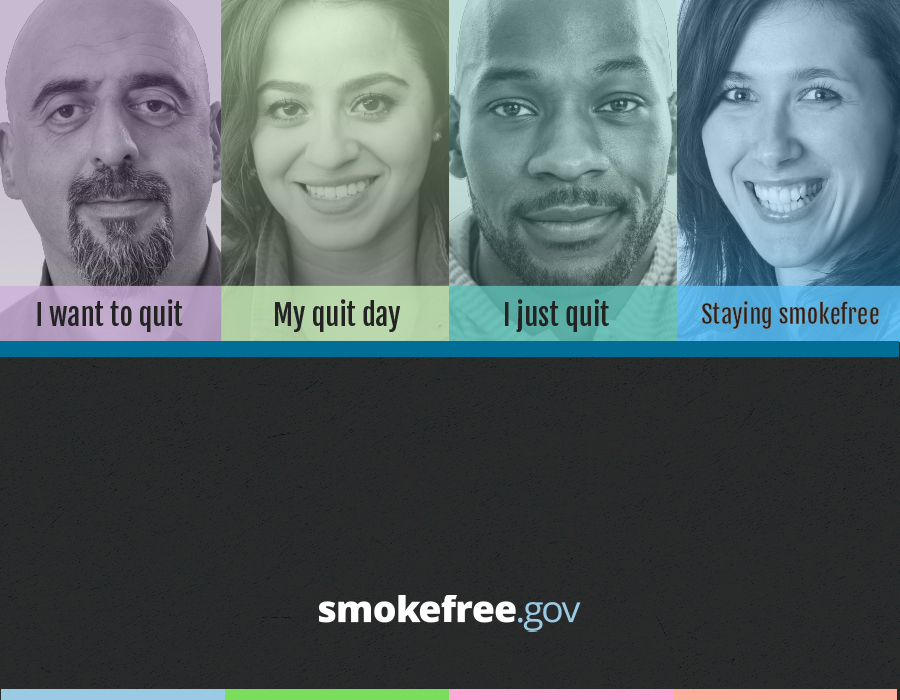 I want to quit
My quit day
I just quit
Staying smokefree
smokefree.gov